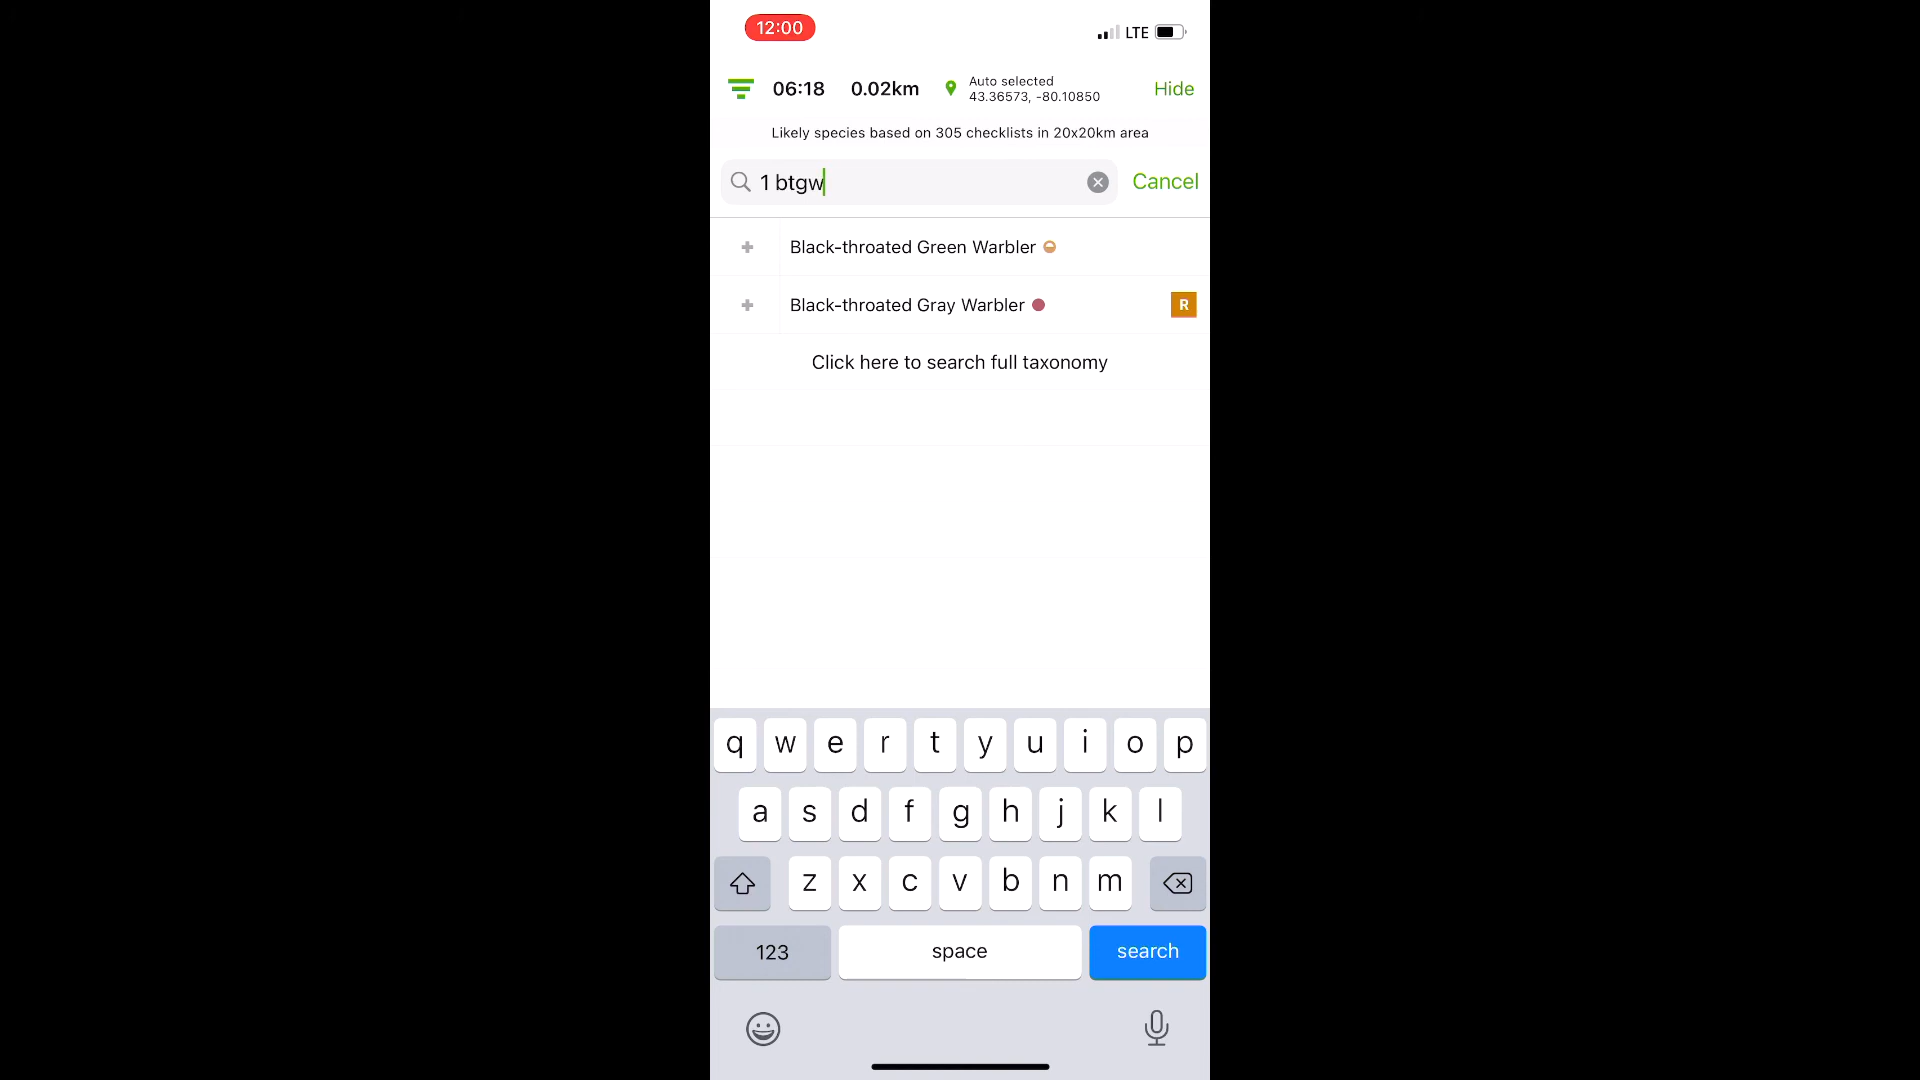 12:00
LTE
06:18 0.02km Auto selected Hide
43.36573, -80.10850
Likely species based on 305 checklists in 20x20km area
1 btgw Cancel
Black-throated Green Warbler
Black-throated Gray Warbler R
Click here to search full taxonomy
q w e r t y u i o p
a s d f g h j k l
z x c v b n m
123 space search